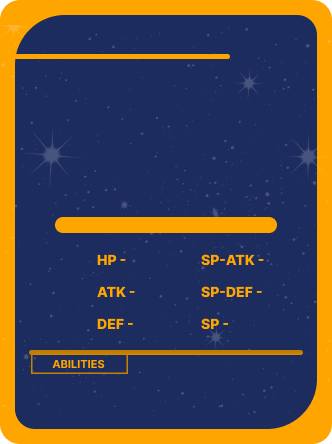 HP - SP-ATK -
ATK - SP-DEF -
DEF - SP -
ABILITIES